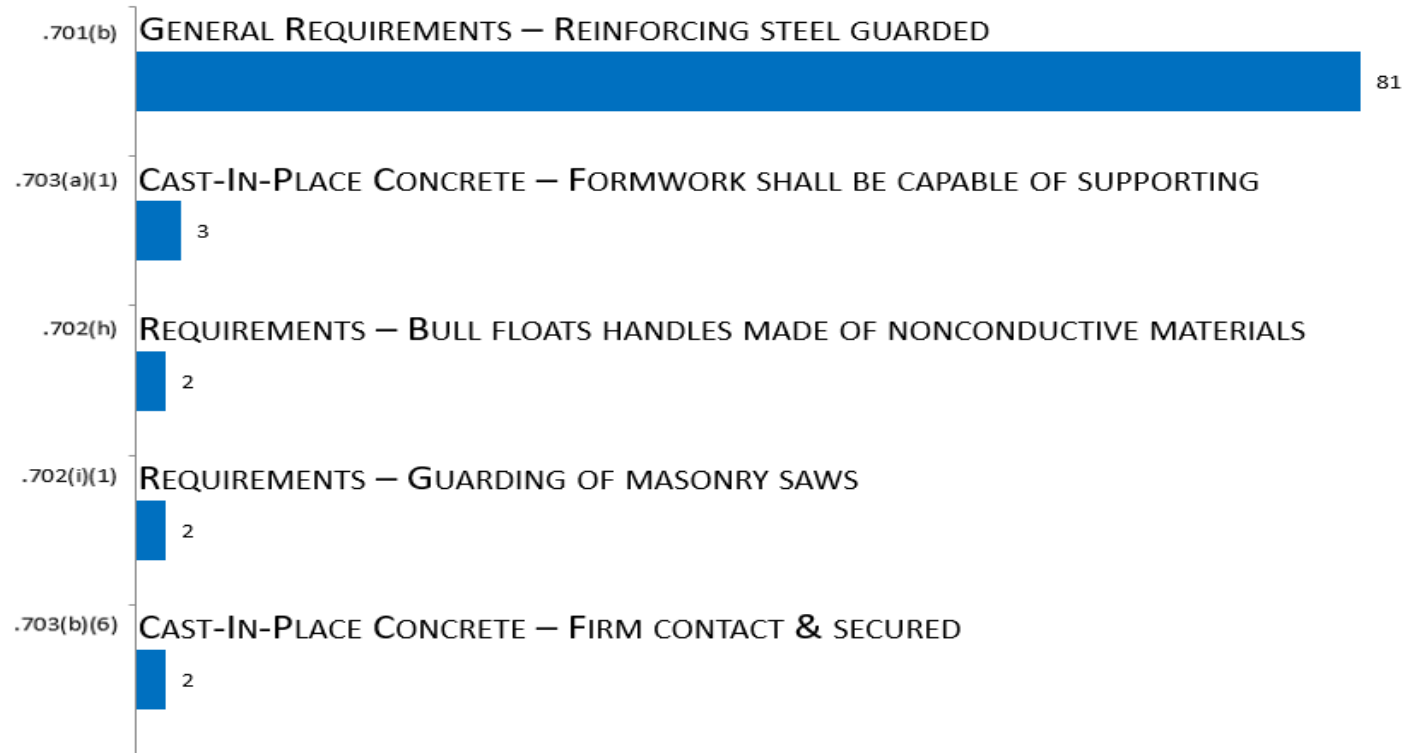 .701(b) GENERAL REQUIREMENTS – REINFORCING STEEL GUARDED
81
.703(a)(1) CAST-IN-PLACE CONCRETE – FORMWORK SHALL BE CAPABLE OF SUPPORTING
3
.702(h) REQUIREMENTS – BULL FLOATS HANDLES MADE OF NONCONDUCTIVE MATERIALS
2
.702(i)(1) REQUIREMENTS – GUARDING OF MASONRY SAWS
2
.703(b)(6) CAST-IN-PLACE CONCRETE – FIRM CONTACT & SECURED
2